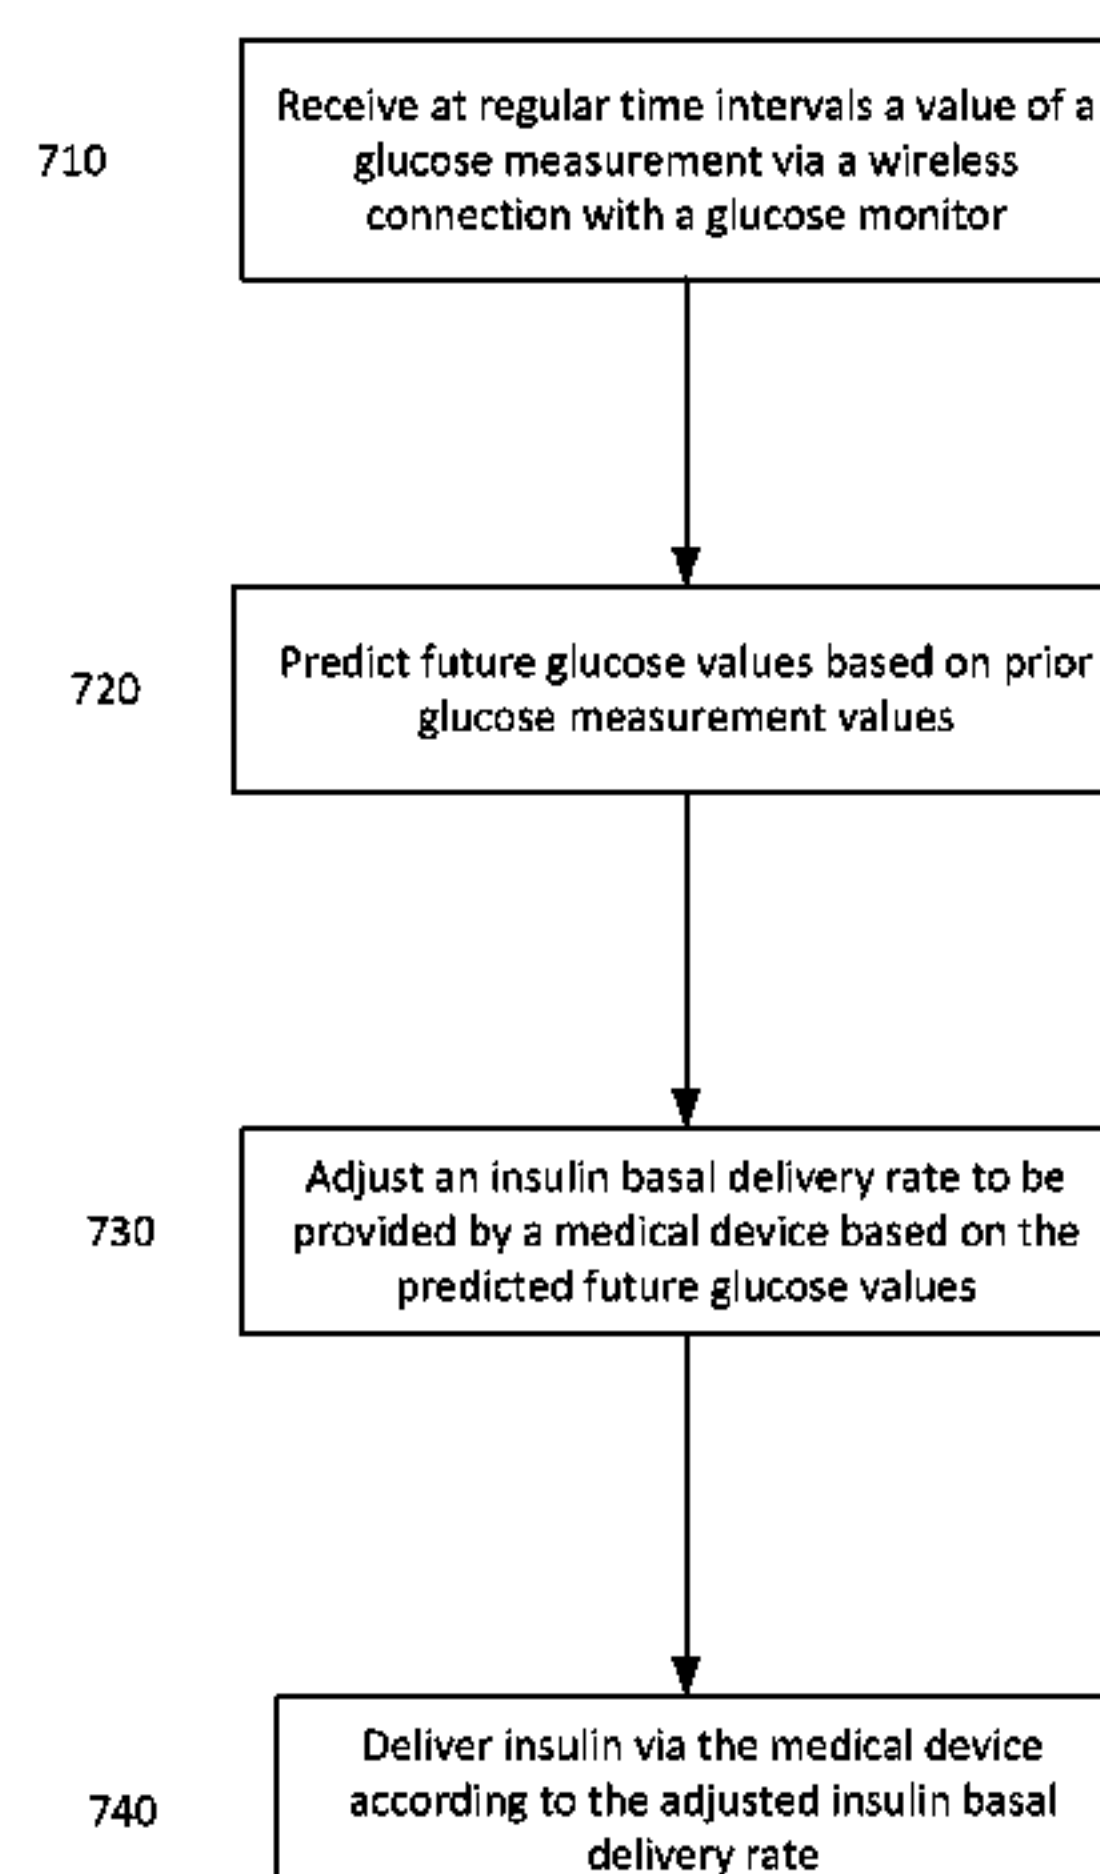 710
Receive at regular time intervals a value of a
glucose measurement via a wireless
connection with a glucose monitor
720
Predict future glucose values based on prior
glucose measurement values
730
Adjust an insulin basal delivery rate to be
provided by a medical device based on the
predicted future glucose values
740
Deliver insulin via the medical device
according to the adjusted insulin basal
delivery rate